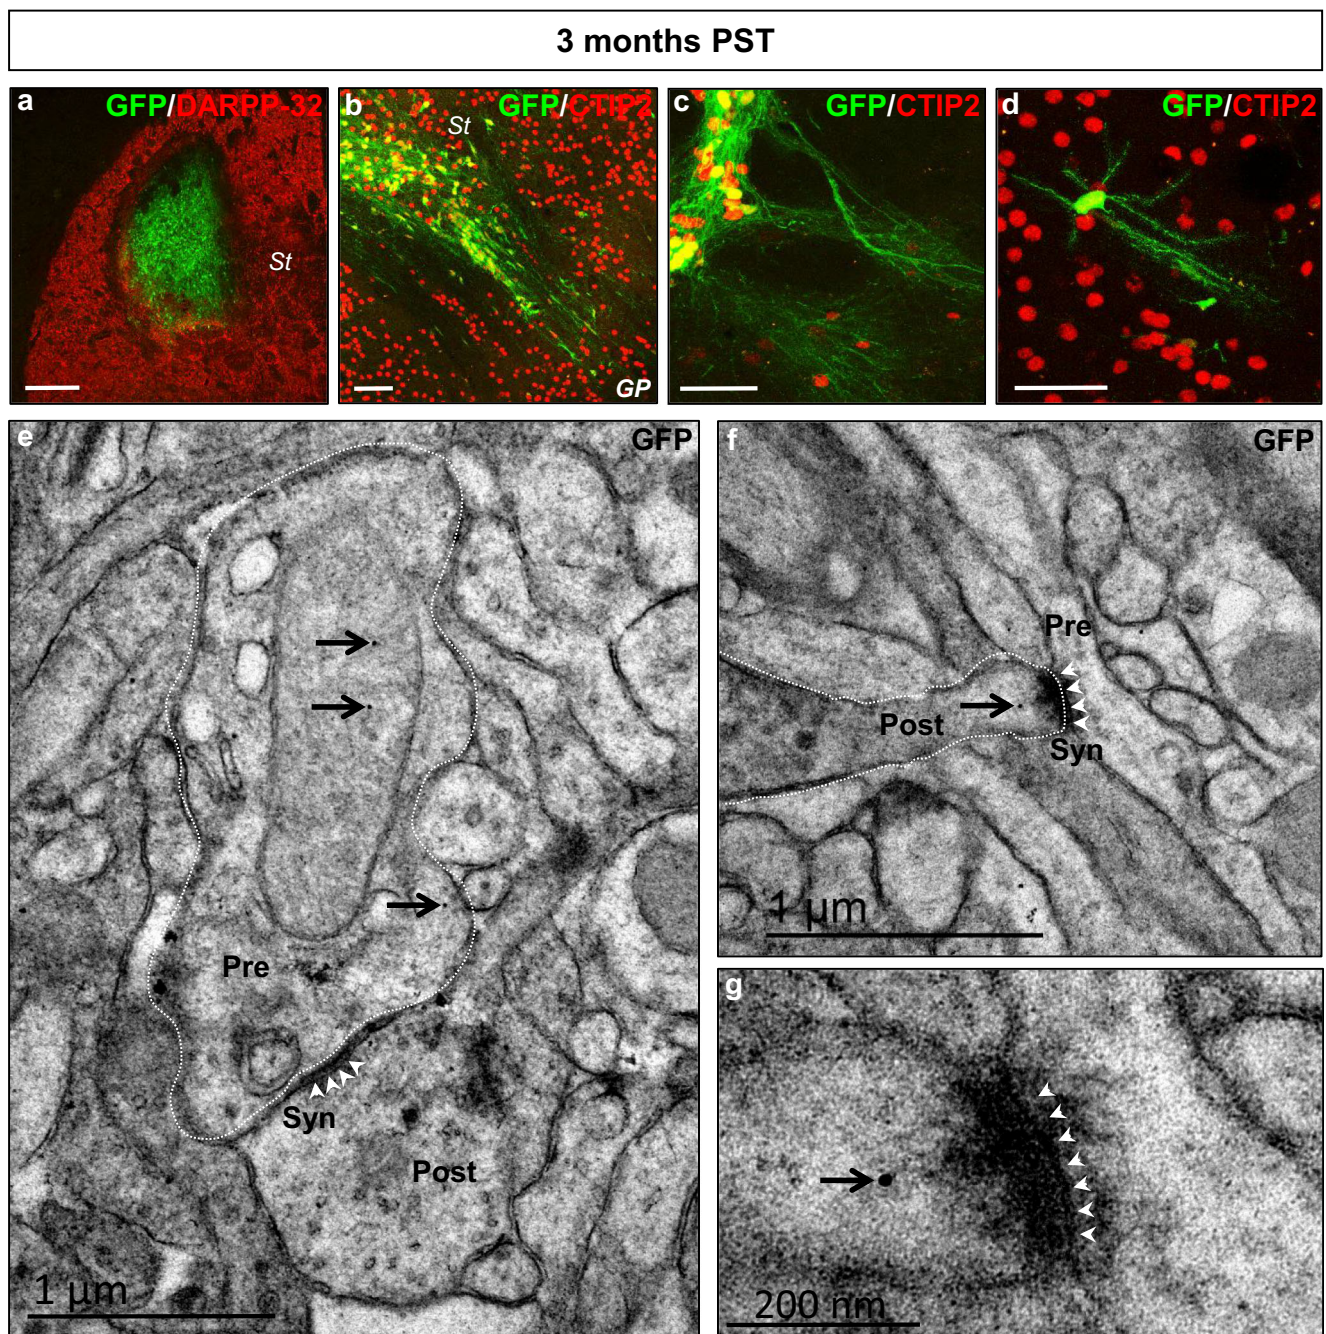 3 months PST
a GFP/DARRP-32
St
b GFP/CTIP2
St
GP
c GFP/CTIP2
d GFP/CTIP2
e GFP
Pre
Syn
Post
1 µm
f GFP
Pre
Post
Syn
1 µm
g
200 nm